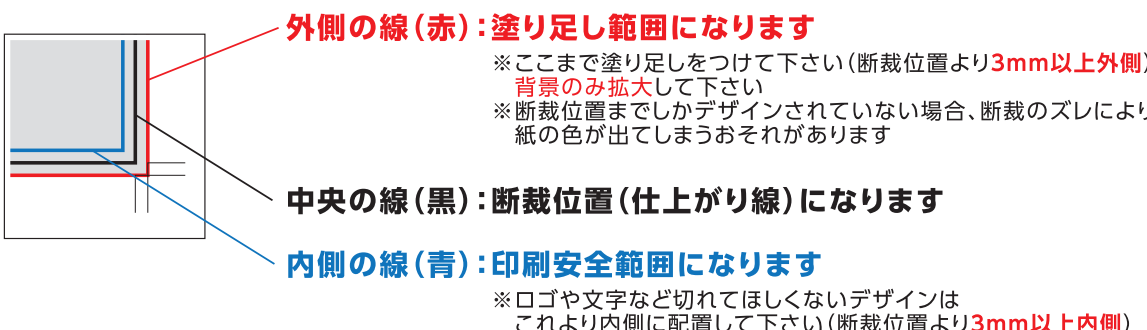 外側の線(赤):塗り足し範囲になります
※ここまで塗り足しをつけて下さい(断裁位置より3mm以上外側)
背景のみ拡大して下さい
※断裁位置までしかデザインされていない場合、断裁のズレにより
紙の色が出てしまうおそれがあります
中央の線(黒):断裁位置(仕上がり線)になります
内側の線(青):印刷安全範囲になります
※ロゴや文字など切れてほしくないデザインは
これより内側に配置して下さい(断裁位置より3mm以上内側)